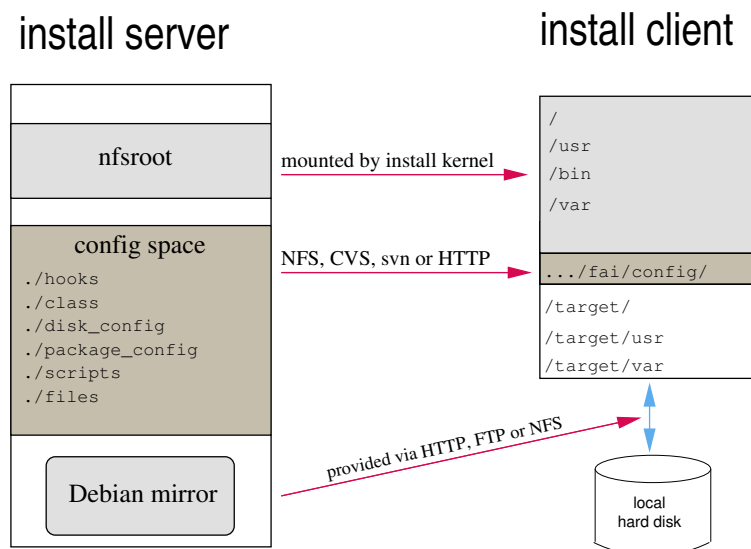 install server
install client
nfsroot
mounted by install kernel
/
/usr
/bin
/var
config space
./hooks
./class
./disk_config
./package_config
./scripts
./files
NFS, CVS, svn or HTTP
.../fai/config/
/target/
/target/usr
/target/var
provided via HTTP, FTP or NFS
Debian mirror
local
hard disk